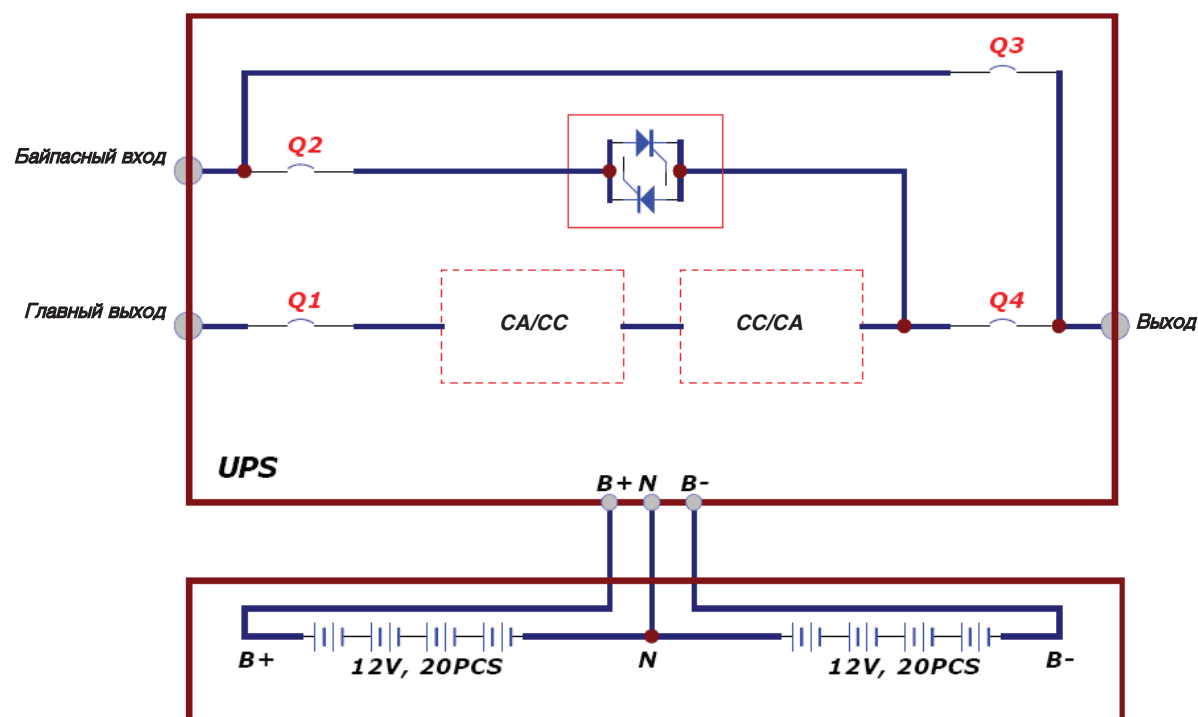 Q3
Байпасный вход
Q2
Главный выход
Q1
CA/CC
CC/CA
Q4
Выход
UPS
B+ N B-
B+
12V, 20PCS
N
12V, 20PCS
B-